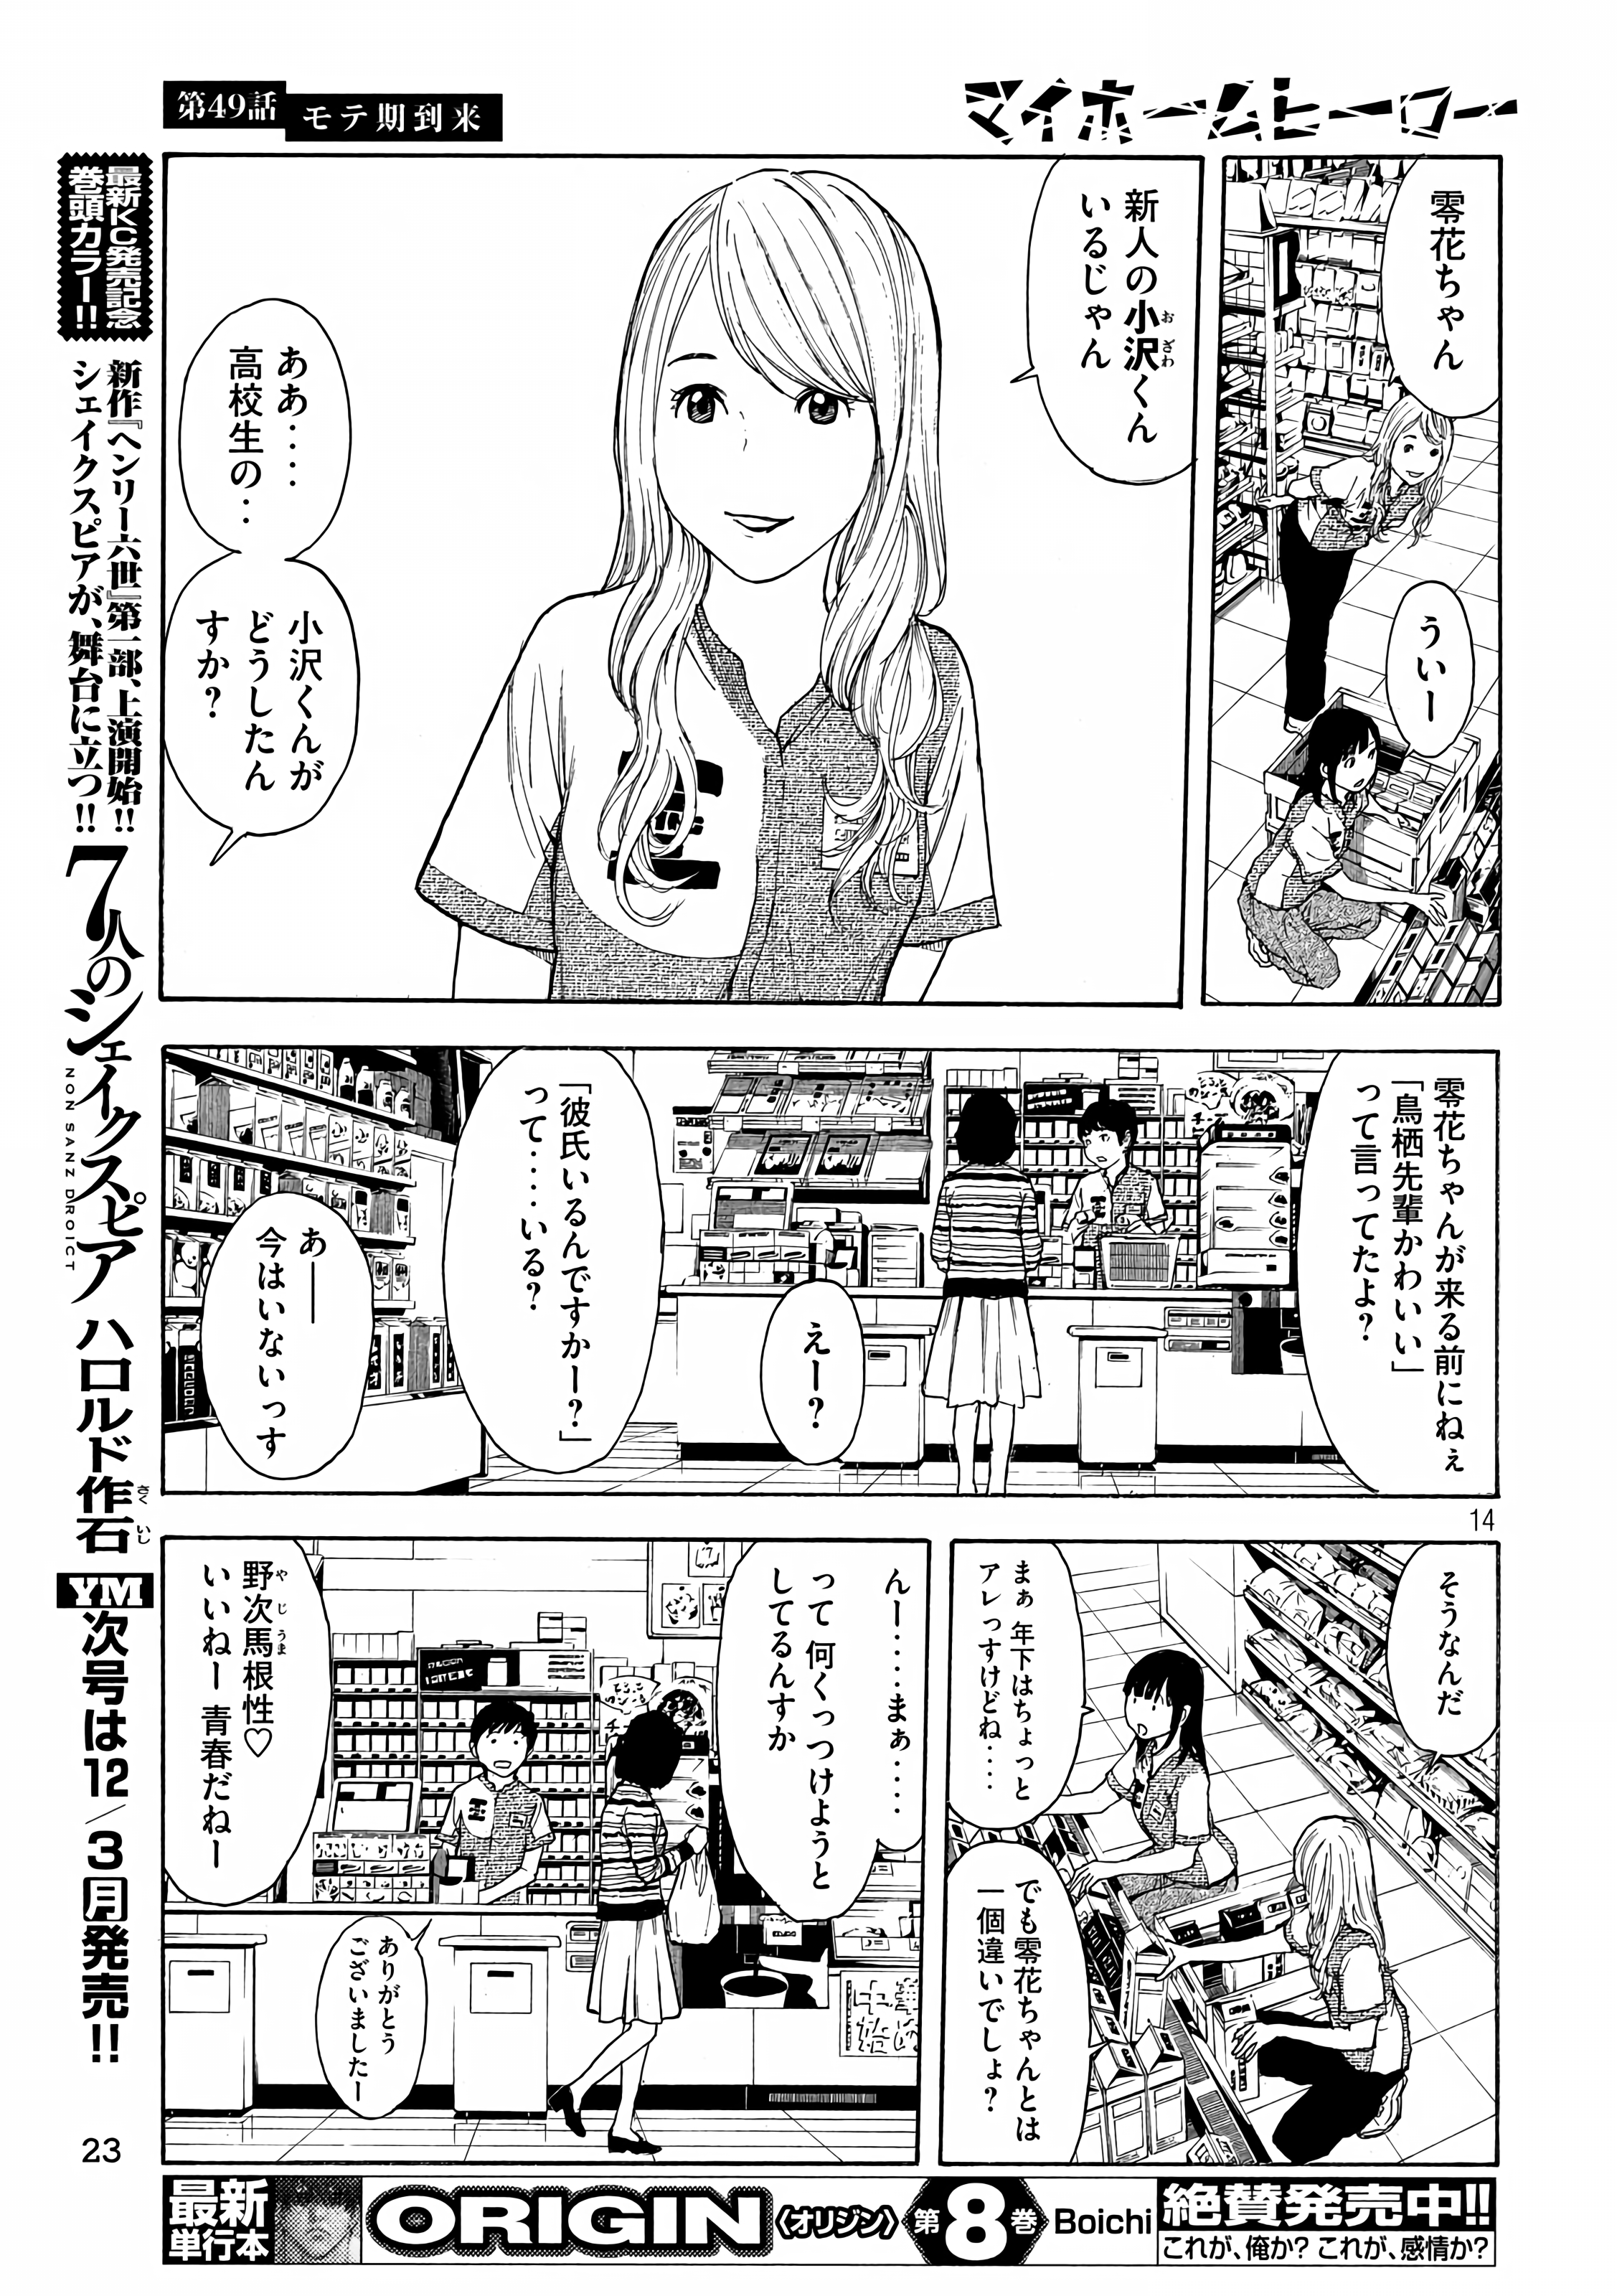 第49話
モテ期到来
マイホームヒーロー
零花ちゃん
ういー
新人の小沢くん
おざわ
いるじゃん
ああ‥‥
高校生の‥
小沢くんが
どうしたん
すか?
零花ちゃんが来る前にねぇ
「鳥栖先輩かわいい」
って言ってたよ?
えー?
「彼氏いるんですかー?」
って‥‥いる?
あー
今はいないっす
14
そうなんだ
まぁ 年下はちょっと
アレっすけどね‥‥
でも零花ちゃんとは
一個違いでしょ?
んー‥‥まぁ‥‥
って 何くっつけようと
してるんすか
野次馬根性♡
やじうま
いいねー 青春だねー
ありがとう
ございましたー
最新KC発売記念
巻頭カラー!!
新作『ヘンリー六世』第一部、上演開始!!
シェイクスピアが、舞台に立つ!!
7人のシェイクスピア
NON SANZ DROICT
ハロルド作石
さくいし
YM
次号は12/3月発売!!
23
最新
単行本
ORIGIN
〈オリジン〉
第8巻
Boichi
絶賛発売中!!
これが、俺か? これが、感情か?